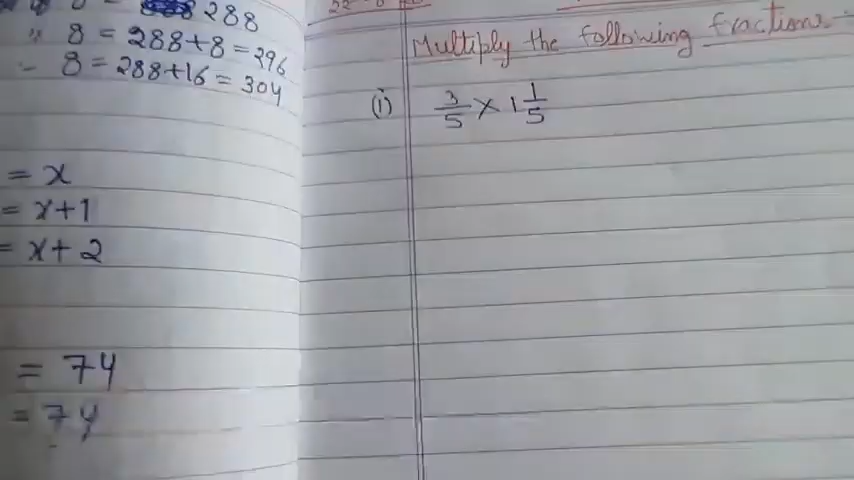 8 = 288
" 8 = 288+8 = 296
8 = 288+16 = 304
= x
= x+1
= x+2
= 74
= 74
Multiply the following fractions:-
(i) 3/5 × 1 1/5